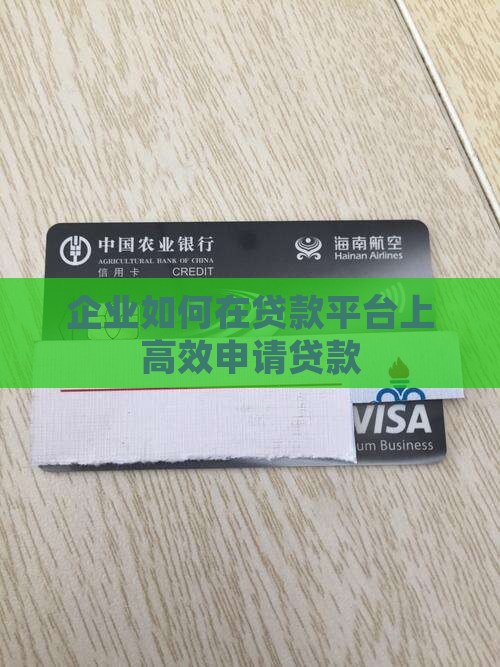 中国农业银行
AGRICULTURAL BANK OF CHINA
信用卡 CREDIT
海南航空
Hainan Airlines
企业如何在贷款平台上
高效申请贷款
VISA
um Business